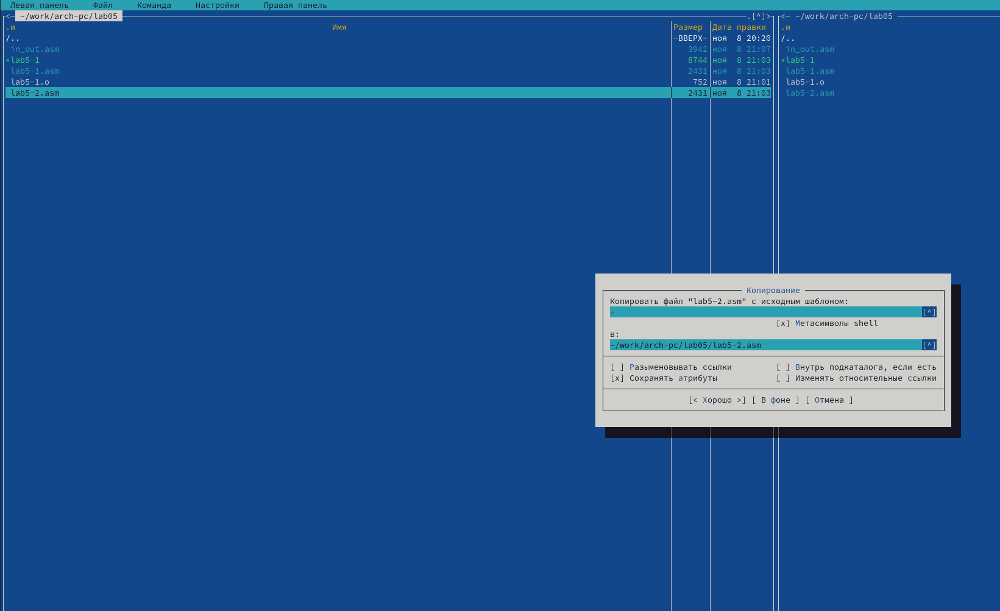 Левая панель Файл Команда Настройки Правая панель
<─ ~/work/arch-pc/lab05 .[^]> <─ ~/work/arch-pc/lab05
.и Имя Размер Дата правки .и
/.. -ВВЕРХ- ноя 8 20:20 /..
in_out.asm 3942 ноя 8 21:07 in_out.asm
*lab5-1 8744 ноя 8 21:03 *lab5-1
lab5-1.asm 2431 ноя 8 21:03 lab5-1.asm
lab5-1.o 752 ноя 8 21:01 lab5-1.o
lab5-2.asm 2431 ноя 8 21:03 lab5-2.asm
Копирование
Копировать файл "lab5-2.asm" с исходным шаблоном:
* [^]
[x] Метасимволы shell
в:
~/work/arch-pc/lab05/lab5-2.asm [^]
[ ] Разыменовывать ссылки [ ] Внутрь подкаталога, если есть
[x] Сохранять атрибуты [ ] Изменять относительные ссылки
[< Хорошо >] [ В фоне ] [ Отмена ]